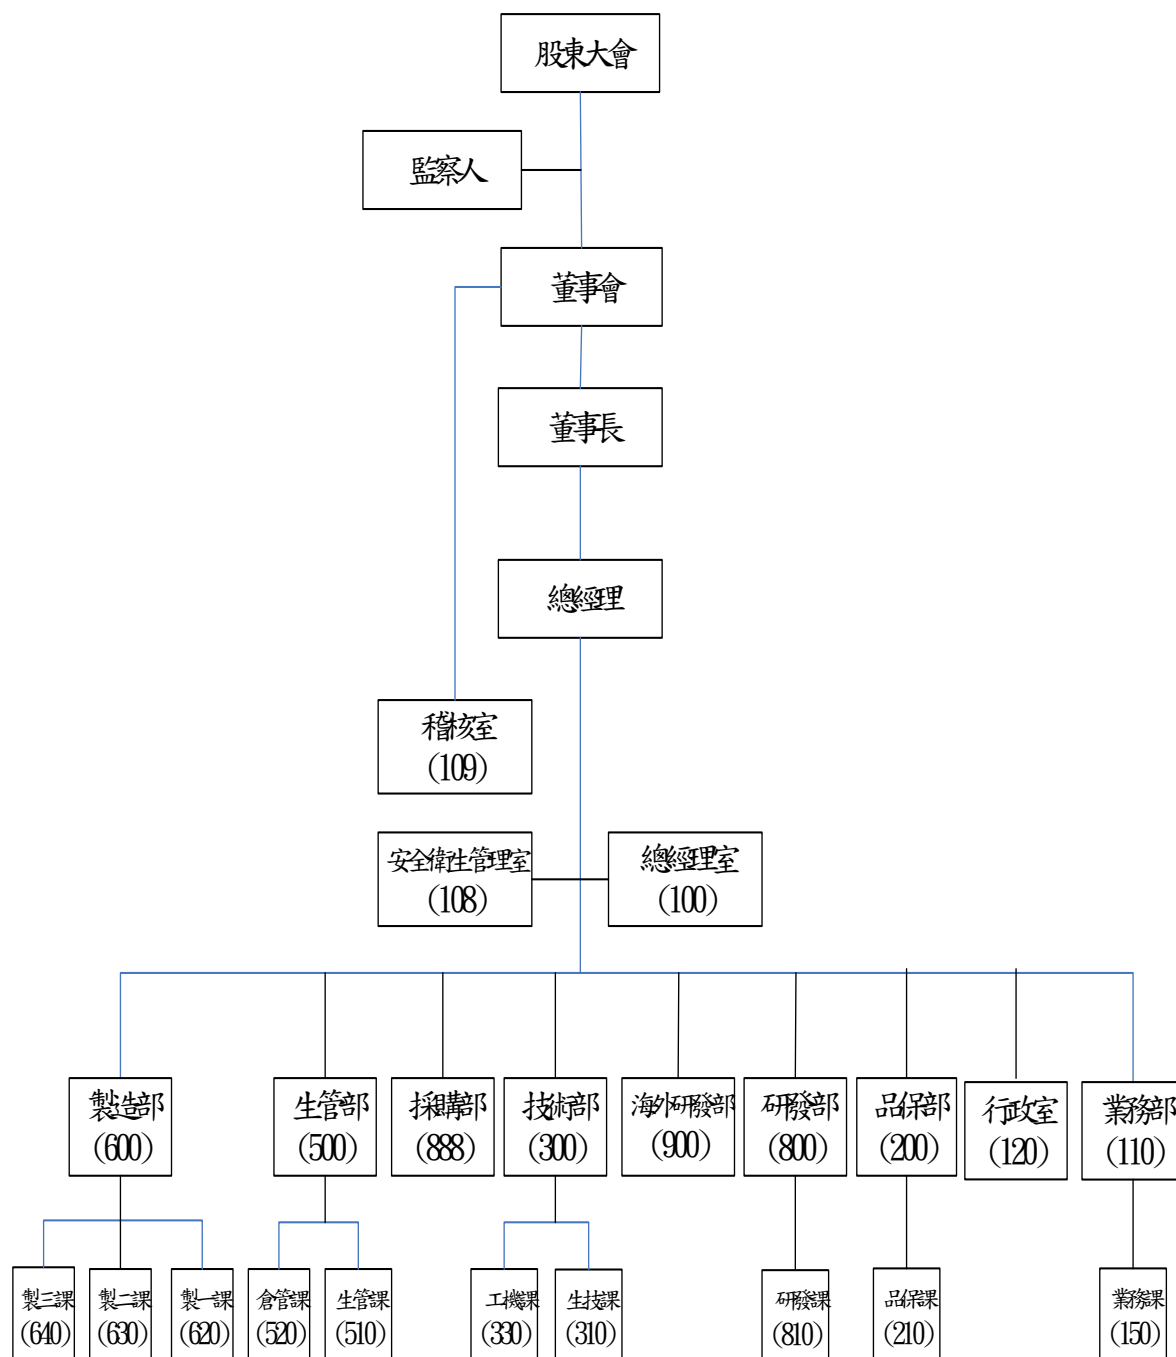 股東大會
監察人
董事會
董事長
總經理
稽核室
(109)
安全衛生管理室
(108)
總經理室
(100)
製造部
(600)
生管部
(500)
採購部
(888)
技術部
(300)
海外研發部
(900)
研發部
(800)
品保部
(200)
行政室
(120)
業務部
(110)
製三課
(640)
製二課
(630)
製一課
(620)
倉管課
(520)
生管課
(510)
工機課
(330)
生技課
(310)
研發課
(810)
品保課
(210)
業務課
(150)